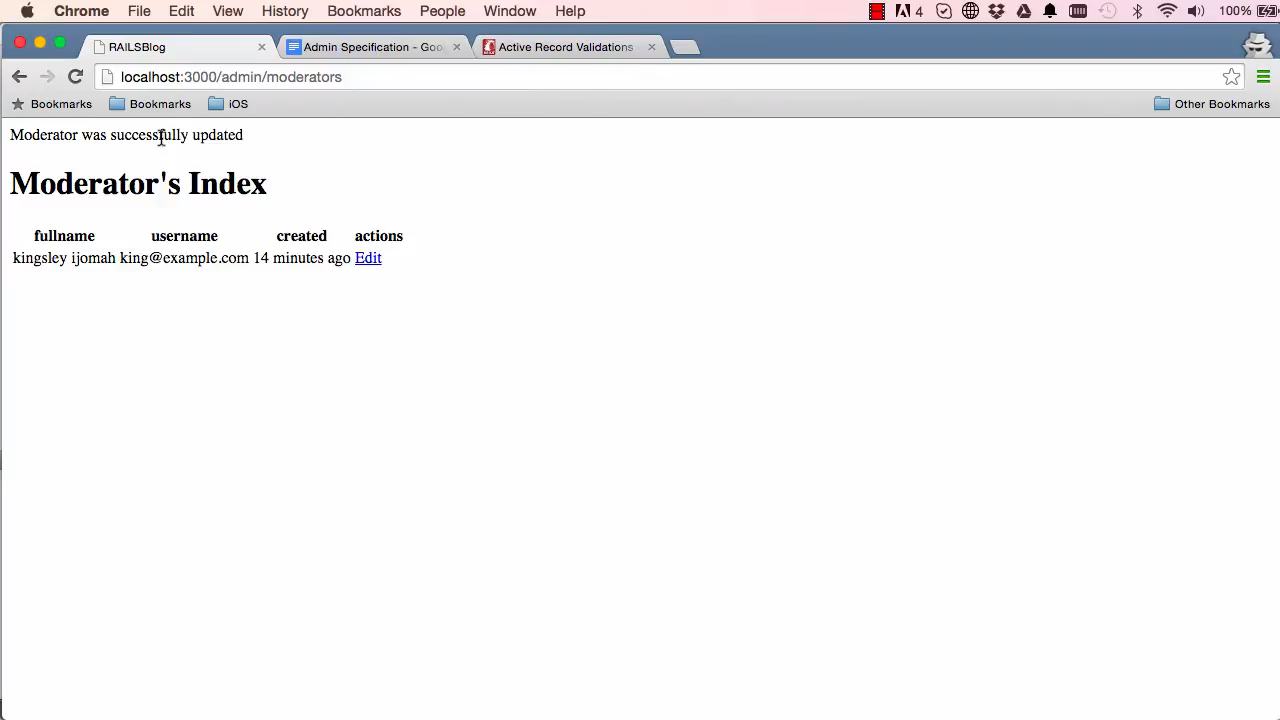 Chrome File Edit View History Bookmarks People Window Help 4 100%
RAILSBlog Admin Specification - Goo Active Record Validations
localhost:3000/admin/moderators
Bookmarks Bookmarks iOS Other Bookmarks
Moderator was successfully updated
Moderator's Index
fullname username created actions
kingsley ijomah king@example.com 14 minutes ago Edit